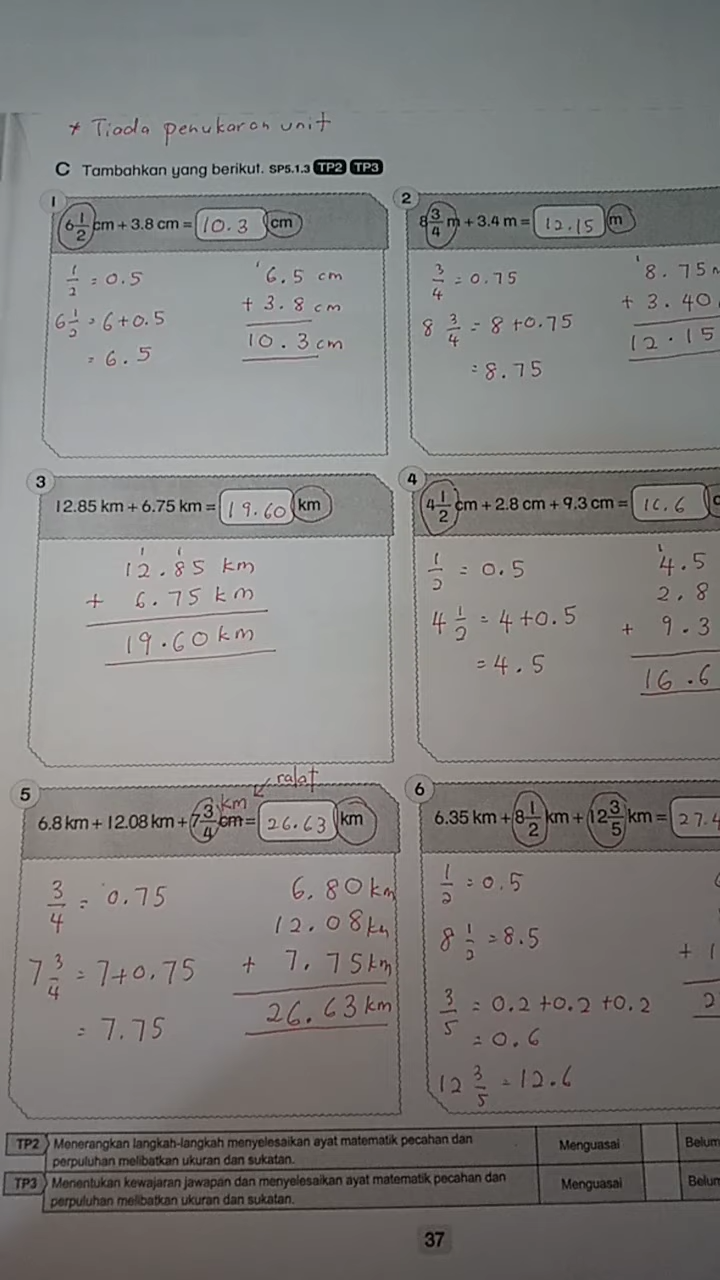 * Tiada penukaran unit
C Tambahkan yang berikut. SP5.1.3 TP2 TP3
1
6 1/2 cm + 3.8 cm = 10.3 cm
1/2 = 0.5
6 1/2 = 6 + 0.5
= 6.5
1
6.5 cm
+ 3.8 cm
10.3 cm
2
8 3/4 m + 3.4 m = 12.15 m
3/4 = 0.75
8 3/4 = 8 + 0.75
= 8.75
1
8.75
+ 3.40
12.15
3
12.85 km + 6.75 km = 19.60 km
1 1
12.85 km
+ 6.75 km
19.60 km
4
4 1/2 cm + 2.8 cm + 9.3 cm = 16.6
1/2 = 0.5
4 1/2 = 4 + 0.5
= 4.5
1
4.5
2.8
+ 9.3
16.6
5
ralat
km
6.8 km + 12.08 km + 7 3/4 cm = 26.63 km
3/4 = 0.75
7 3/4 = 7 + 0.75
= 7.75
6.80 km
12.08 km
+ 7.75 km
26.63 km
6
6.35 km + 8 1/2 km + 12 3/5 km = 27.4
1/2 = 0.5
8 1/2 = 8.5
3/5 = 0.2 + 0.2 + 0.2
= 0.6
12 3/5 = 12.6
+ 1
2
TP2 Menerangkan langkah-langkah menyelesaikan ayat matematik pecahan dan
perpuluhan melibatkan ukuran dan sukatan.
Menguasai
Belum
TP3 Menentukan kewajaran jawapan dan menyelesaikan ayat matematik pecahan dan
perpuluhan melibatkan ukuran dan sukatan.
Menguasai
Belum
37